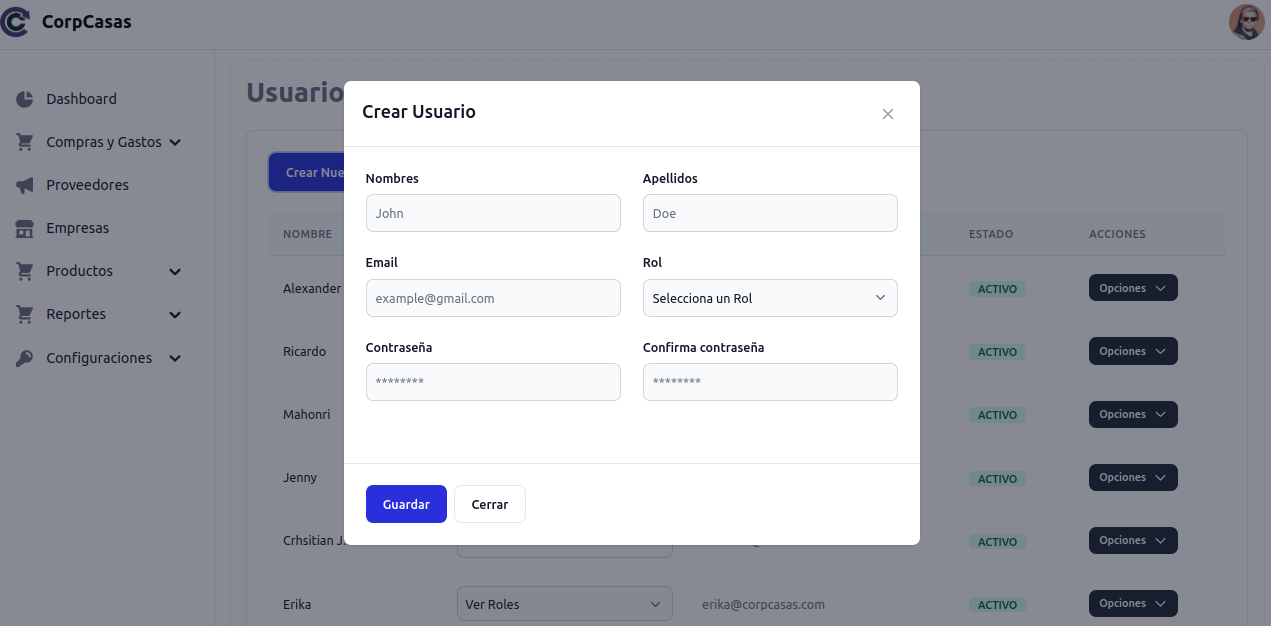 CorpCasas
Dashboard
Compras y Gastos
Proveedores
Empresas
Productos
Reportes
Configuraciones
Usuario
Crear Nue
NOMBRE ESTADO ACCIONES
Alexander ACTIVO Opciones
Ricardo ACTIVO Opciones
Mahonri ACTIVO Opciones
Jenny ACTIVO Opciones
Crhsitian J. ACTIVO Opciones
Erika Ver Roles erika@corpcasas.com ACTIVO Opciones
Crear Usuario
Nombres Apellidos
John Doe
Email Rol
example@gmail.com Selecciona un Rol
Contraseña Confirma contraseña
******** ********
Guardar Cerrar